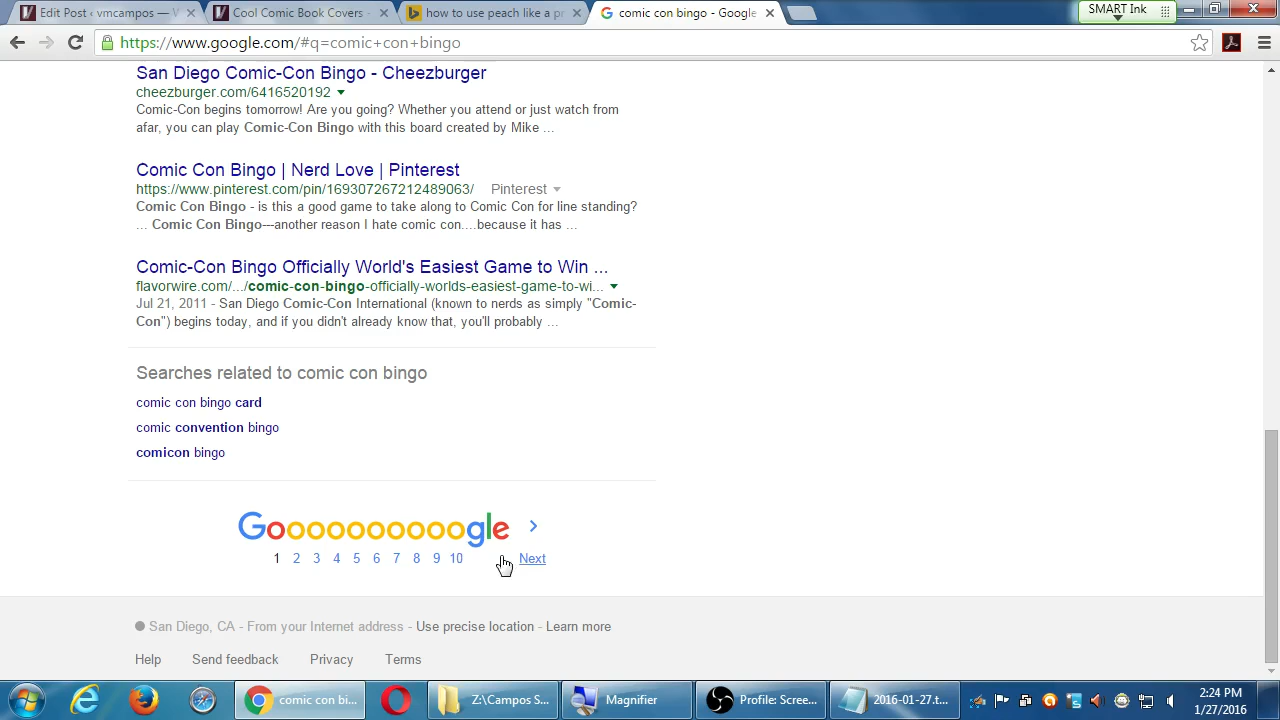 Edit Post ‹ vmcampos —
Cool Comic Book Covers -
how to use peach like a pr
comic con bingo - Google
SMART Ink
https://www.google.com/#q=comic+con+bingo
San Diego Comic-Con Bingo - Cheezburger
cheezburger.com/6416520192
Comic-Con begins tomorrow! Are you going? Whether you attend or just watch from
afar, you can play Comic-Con Bingo with this board created by Mike ...
Comic Con Bingo | Nerd Love | Pinterest
https://www.pinterest.com/pin/169307267212489063/ Pinterest
Comic Con Bingo - is this a good game to take along to Comic Con for line standing?
... Comic Con Bingo---another reason I hate comic con....because it has ...
Comic-Con Bingo Officially World's Easiest Game to Win ...
flavorwire.com/.../comic-con-bingo-officially-worlds-easiest-game-to-wi...
Jul 21, 2011 - San Diego Comic-Con International (known to nerds as simply "Comic-
Con") begins today, and if you didn't already know that, you'll probably ...
Searches related to comic con bingo
comic con bingo card
comic convention bingo
comicon bingo
Goooooooooogle
1 2 3 4 5 6 7 8 9 10 Next
San Diego, CA - From your Internet address - Use precise location - Learn more
Help Send feedback Privacy Terms
comic con bi...
Z:\Campos S...
Magnifier
Profile: Scree...
2016-01-27.t...
2:24 PM
1/27/2016